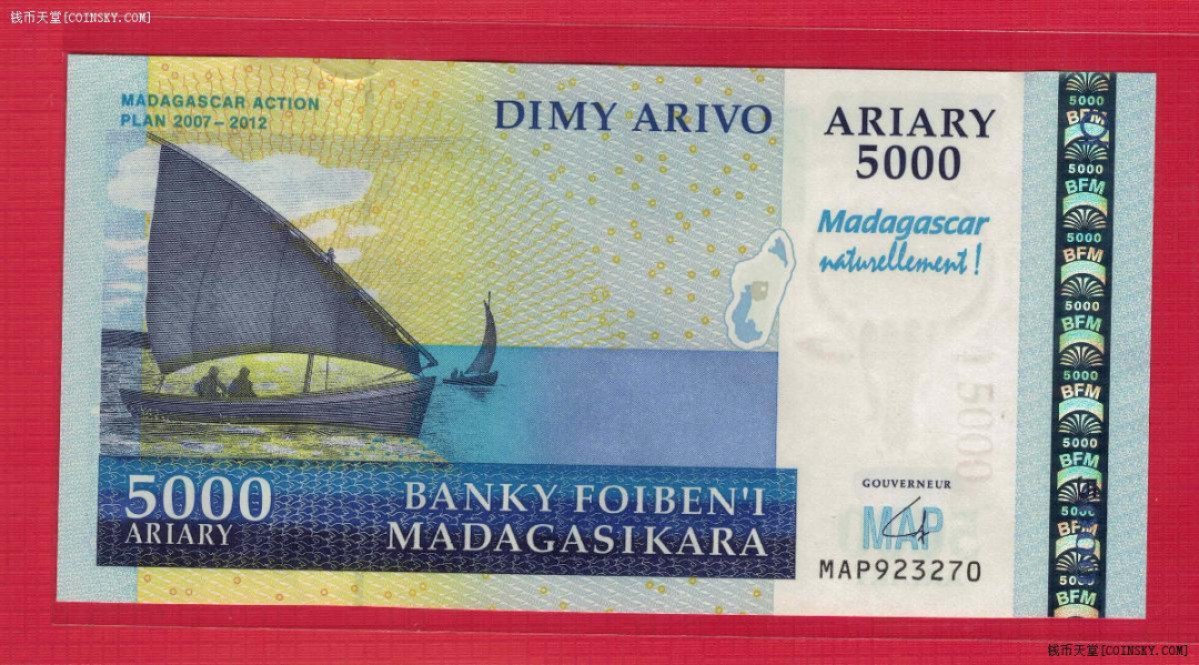 钱币天堂[COINSKY.COM]
MADAGASCAR ACTION
PLAN 2007-2012
DIMY ARIVO
ARIARY
5000
Madagascar
naturellement!
5000
BFM
5000
BFM
5000
BFM
5000
BFM
5000
BFM
5000
BFM
5000
BFM
5000
BFM
5000
ARIARY
BANKY FOIBEN'I
MADAGASIKARA
5000
GOUVERNEUR
MAP
MAP923270
钱币天堂[COINSKY.COM]